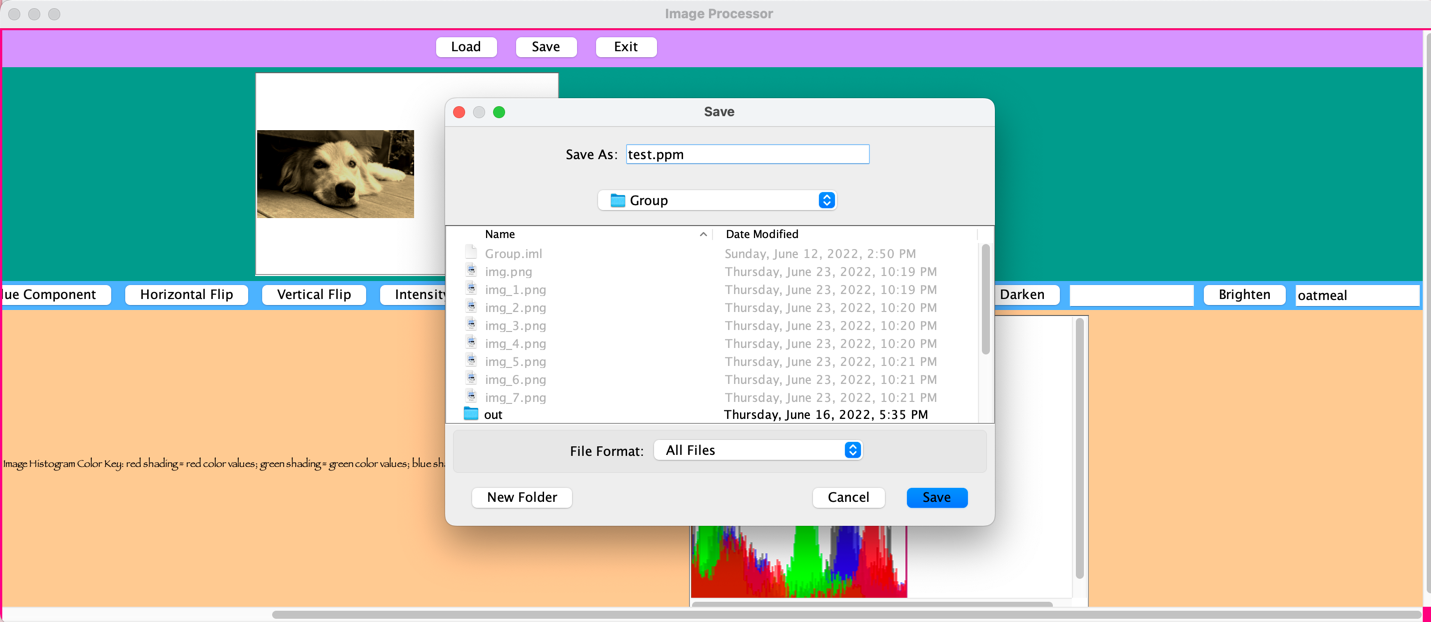 Image Processor
Load Save Exit
Save
Save As: test.ppm
Group
Name Date Modified
Group.iml Sunday, June 12, 2022, 2:50 PM
img.png Thursday, June 23, 2022, 10:19 PM
img_1.png Thursday, June 23, 2022, 10:19 PM
img_2.png Thursday, June 23, 2022, 10:20 PM
img_3.png Thursday, June 23, 2022, 10:20 PM
img_4.png Thursday, June 23, 2022, 10:20 PM
img_5.png Thursday, June 23, 2022, 10:21 PM
img_6.png Thursday, June 23, 2022, 10:21 PM
img_7.png Thursday, June 23, 2022, 10:21 PM
out Thursday, June 16, 2022, 5:35 PM
File Format: All Files
New Folder Cancel Save
lue Component Horizontal Flip Vertical Flip Intensity Darken Brighten oatmeal
Image Histogram Color Key: red shading = red color values; green shading = green color values; blue sh